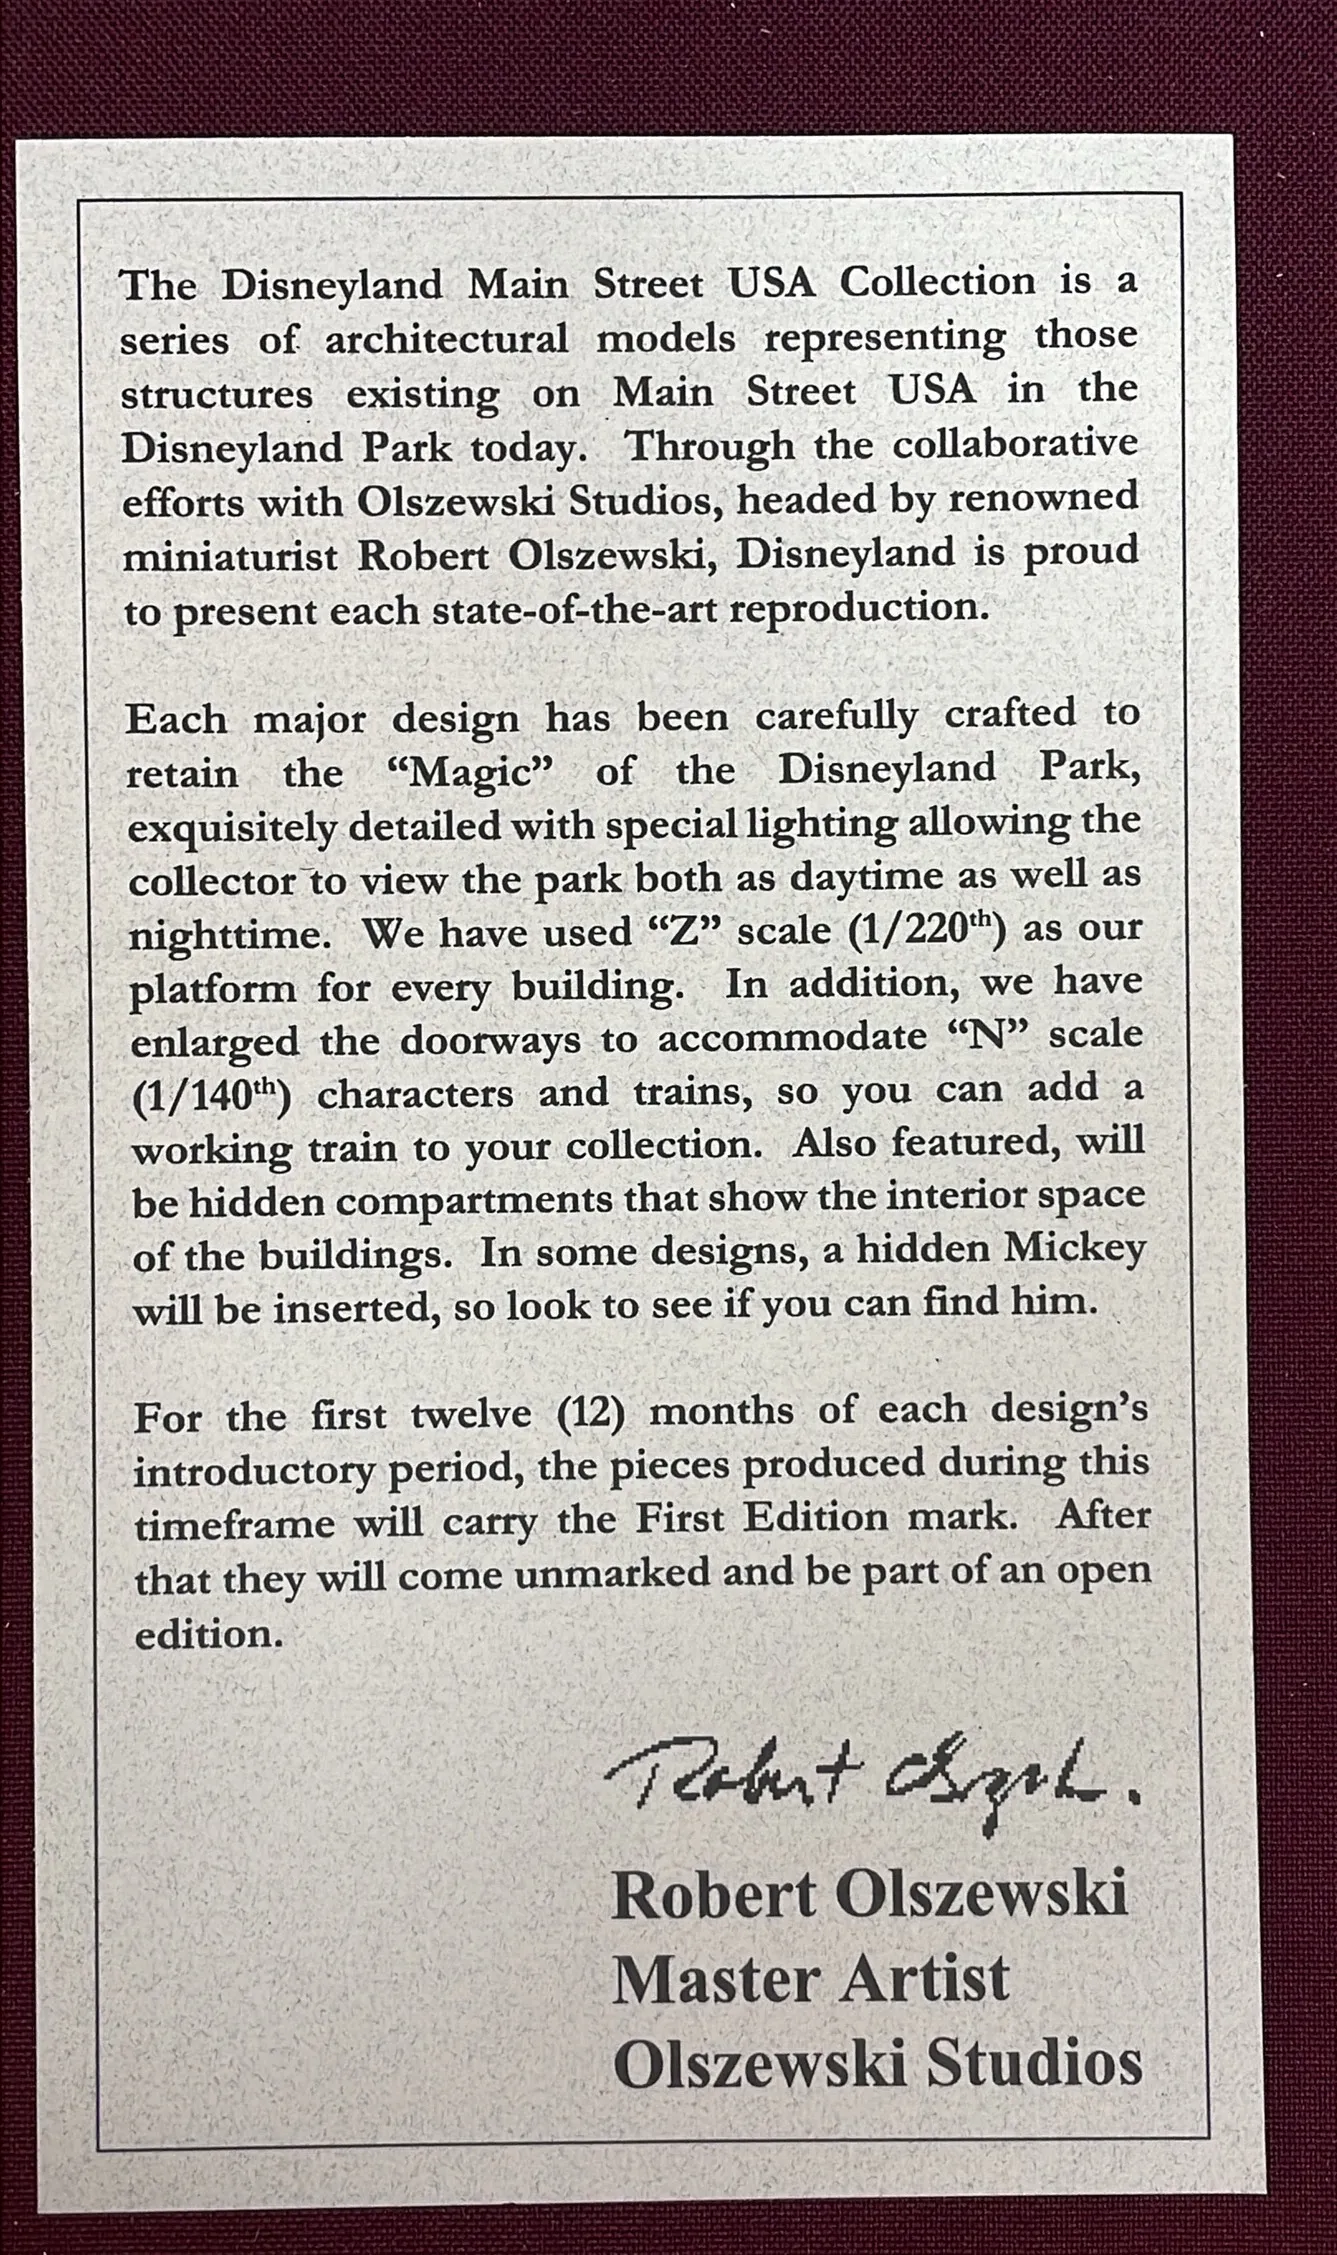 The Disneyland Main Street USA Collection is a
series of architectural models representing those
structures existing on Main Street USA in the
Disneyland Park today. Through the collaborative
efforts with Olszewski Studios, headed by renowned
miniaturist Robert Olszewski, Disneyland is proud
to present each state-of-the-art reproduction.
Each major design has been carefully crafted to
retain the “Magic” of the Disneyland Park,
exquisitely detailed with special lighting allowing the
collector to view the park both as daytime as well as
nighttime. We have used “Z” scale (1/220th) as our
platform for every building. In addition, we have
enlarged the doorways to accommodate “N” scale
(1/140th) characters and trains, so you can add a
working train to your collection. Also featured, will
be hidden compartments that show the interior space
of the buildings. In some designs, a hidden Mickey
will be inserted, so look to see if you can find him.
For the first twelve (12) months of each design’s
introductory period, the pieces produced during this
timeframe will carry the First Edition mark. After
that they will come unmarked and be part of an open
edition.
Robert Olszewski
Robert Olszewski
Master Artist
Olszewski Studios